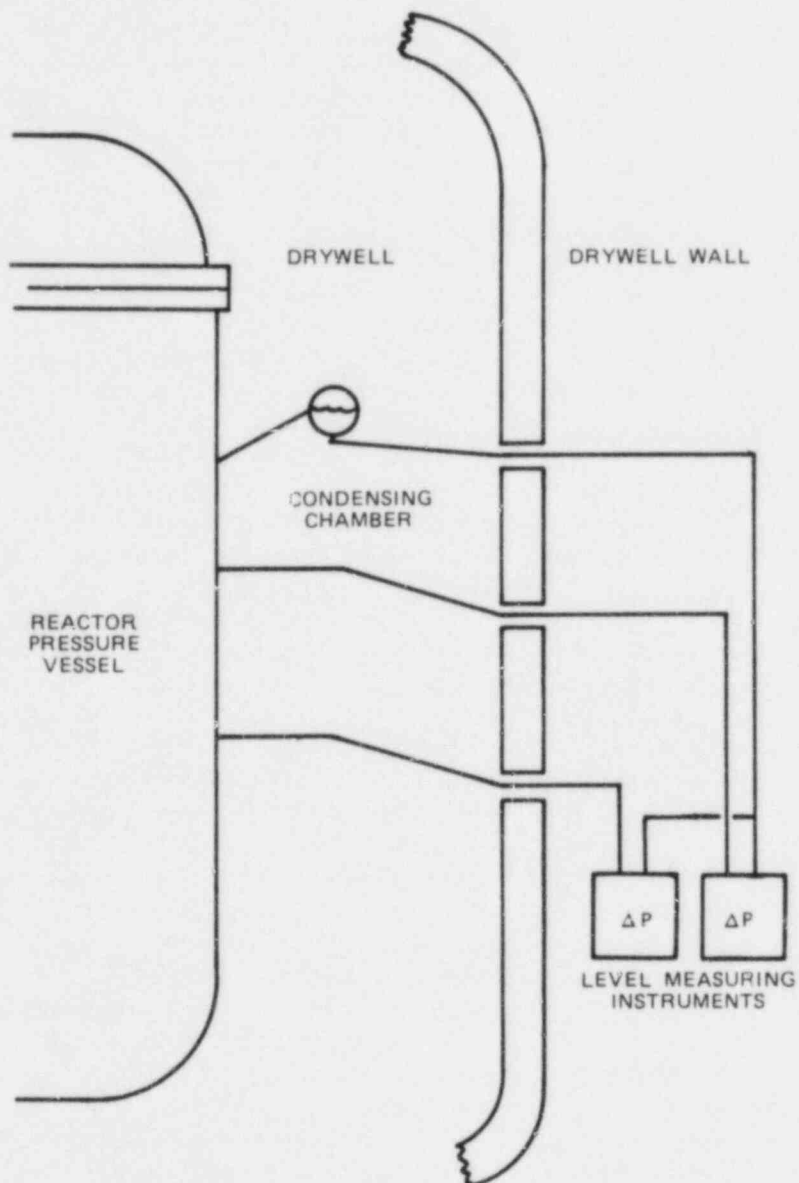 DRYWELL
DRYWELL WALL
CONDENSING
CHAMBER
REACTOR
PRESSURE
VESSEL
ΔP
ΔP
LEVEL MEASURING
INSTRUMENTS